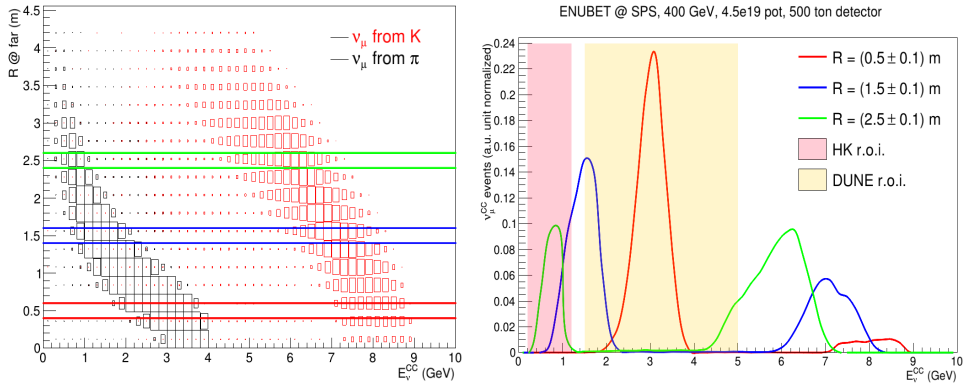 R @ far (m)
4.5
4
3.5
3
2.5
2
1.5
1
0.5
0
ν_μ from K
ν_μ from π
0 1 2 3 4 5 6 7 8 9 10
E_ν^CC (GeV)
ENUBET @ SPS, 400 GeV, 4.5e19 pot, 500 ton detector
ν_μ^CC events (a.u. unit normalized)
0.24
0.22
0.2
0.18
0.16
0.14
0.12
0.1
0.08
0.06
0.04
0.02
0
R = (0.5 ± 0.1) m
R = (1.5 ± 0.1) m
R = (2.5 ± 0.1) m
HK r.o.i.
DUNE r.o.i.
0 1 2 3 4 5 6 7 8 9 10
E_ν^CC (GeV)